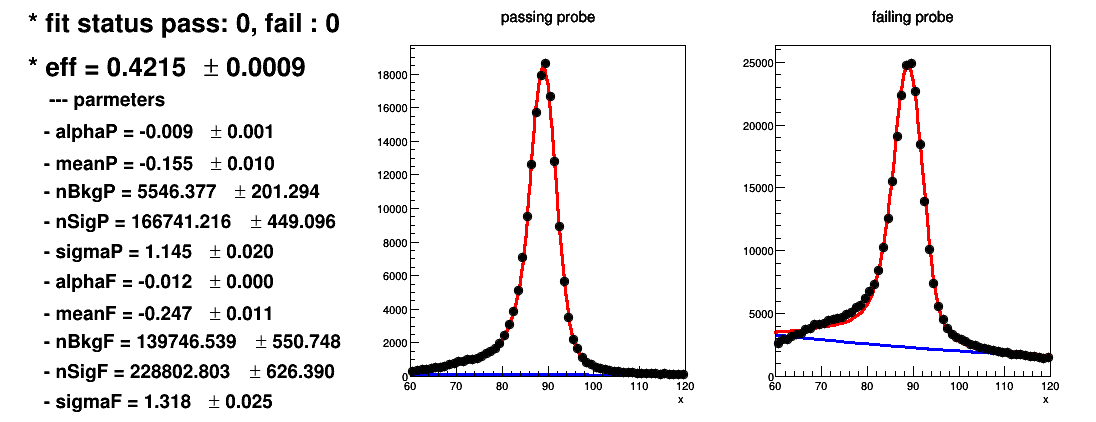 * fit status pass: 0, fail : 0
* eff = 0.4215 ± 0.0009
--- parmeters
- alphaP = -0.009 ± 0.001
- meanP = -0.155 ± 0.010
- nBkgP = 5546.377 ± 201.294
- nSigP = 166741.216 ± 449.096
- sigmaP = 1.145 ± 0.020
- alphaF = -0.012 ± 0.000
- meanF = -0.247 ± 0.011
- nBkgF = 139746.539 ± 550.748
- nSigF = 228802.803 ± 626.390
- sigmaF = 1.318 ± 0.025
passing probe
18000
16000
14000
12000
10000
8000
6000
4000
2000
0
60 70 80 90 100 110 120
x
failing probe
25000
20000
15000
10000
5000
0
60 70 80 90 100 110 120
x